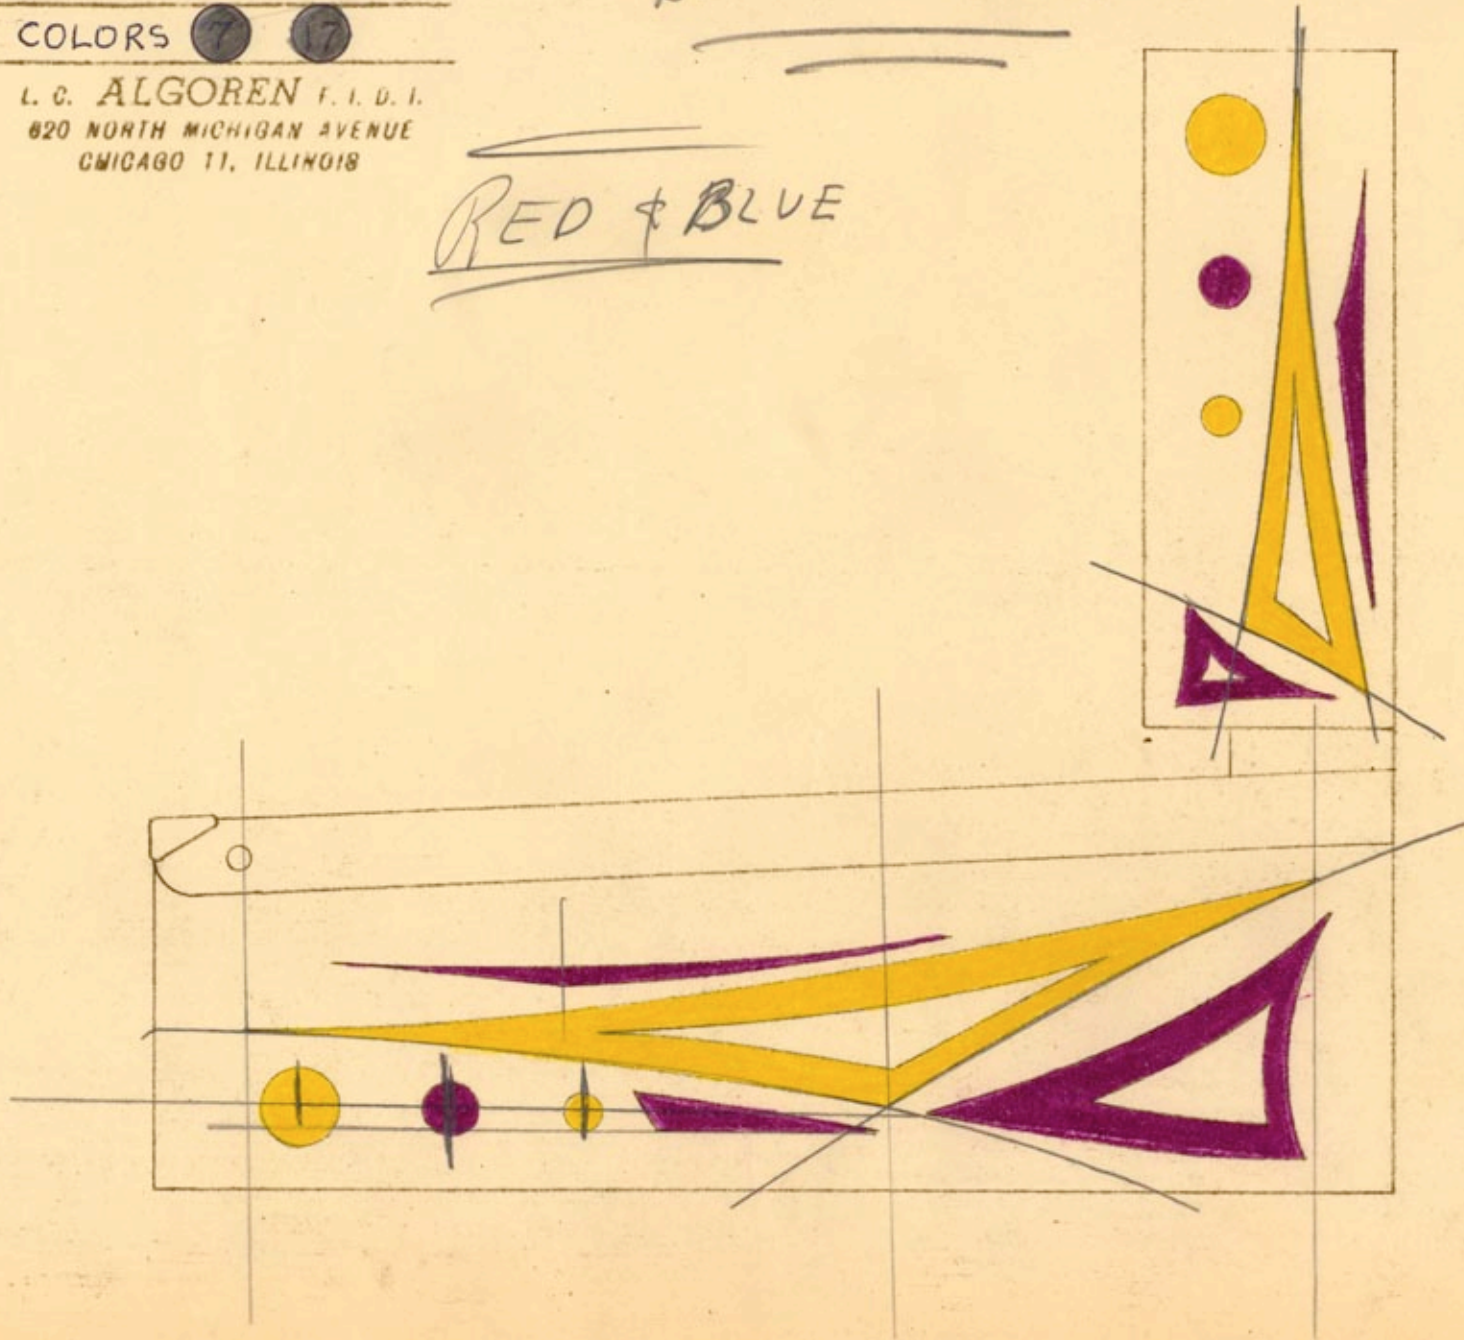 COLORS 7 17
L. C. ALGOREN F. I. D. I.
620 NORTH MICHIGAN AVENUE
CHICAGO 11, ILLINOIS
RED & BLUE